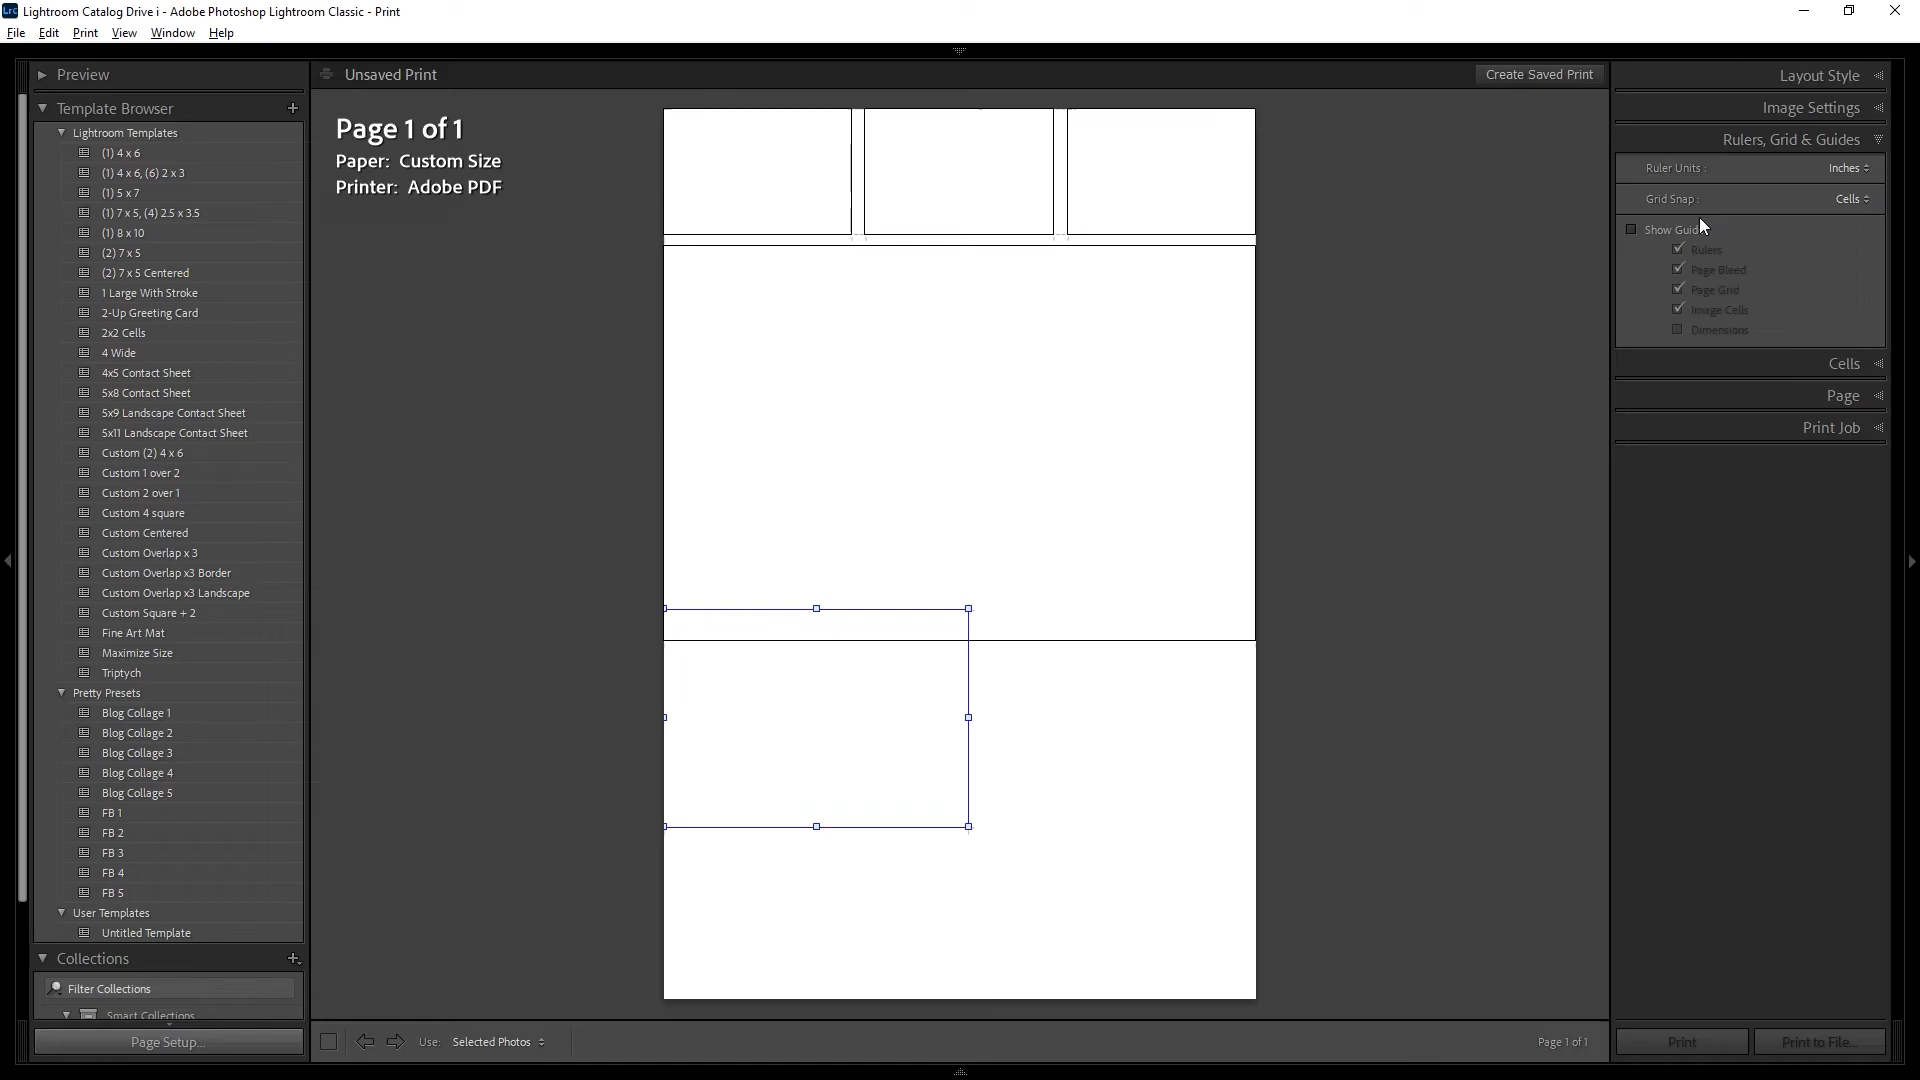 Lrc Lightroom Catalog Drive i - Adobe Photoshop Lightroom Classic - Print
File Edit Print View Window Help
Preview
Template Browser
Lightroom Templates
(1) 4 x 6
(1) 4 x 6, (6) 2 x 3
(1) 5 x 7
(1) 7 x 5, (4) 2.5 x 3.5
(1) 8 x 10
(2) 7 x 5
(2) 7 x 5 Centered
1 Large With Stroke
2-Up Greeting Card
2x2 Cells
4 Wide
4x5 Contact Sheet
5x8 Contact Sheet
5x9 Landscape Contact Sheet
5x11 Landscape Contact Sheet
Custom (2) 4 x 6
Custom 1 over 2
Custom 2 over 1
Custom 4 square
Custom Centered
Custom Overlap x 3
Custom Overlap x3 Border
Custom Overlap x3 Landscape
Custom Square + 2
Fine Art Mat
Maximize Size
Triptych
Pretty Presets
Blog Collage 1
Blog Collage 2
Blog Collage 3
Blog Collage 4
Blog Collage 5
FB 1
FB 2
FB 3
FB 4
FB 5
User Templates
Untitled Template
Collections
Filter Collections
Smart Collections
Page Setup...
Unsaved Print
Create Saved Print
Page 1 of 1
Paper: Custom Size
Printer: Adobe PDF
Use: Selected Photos
Page 1 of 1
Layout Style
Image Settings
Rulers, Grid & Guides
Ruler Units : Inches
Grid Snap : Cells
Show Guid
Rulers
Page Bleed
Page Grid
Image Cells
Dimensions
Cells
Page
Print Job
Print
Print to File...